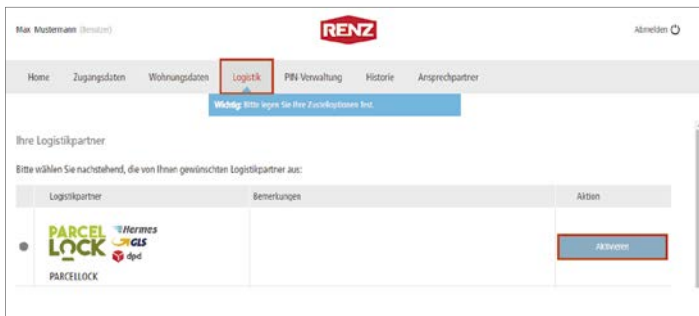 Max Mustermann (Benutzer)
RENZ
Abmelden
Home Zugangsdaten Wohnungsdaten Logistik PIN-Verwaltung Historie Ansprechpartner
Wichtig: Bitte legen Sie Ihre Zustelloptionen fest.
Ihre Logistikpartner
Bitte wählen Sie nachstehend, die von Ihnen gewünschten Logistikpartner aus:
Logistikpartner Bemerkungen Aktion
PARCEL LOCK
Hermes
GLS
dpd
Aktivieren
PARCELLOCK